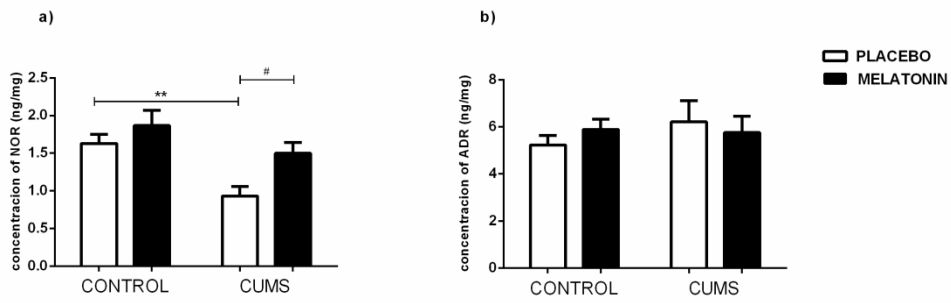 a)
concentracion of NOR (ng/mg)
2.5
2.0
1.5
1.0
0.5
0.0
**
#
CONTROL CUMS
b)
concentracion of ADR (ng/mg)
8
6
4
2
0
CONTROL CUMS
PLACEBO
MELATONIN